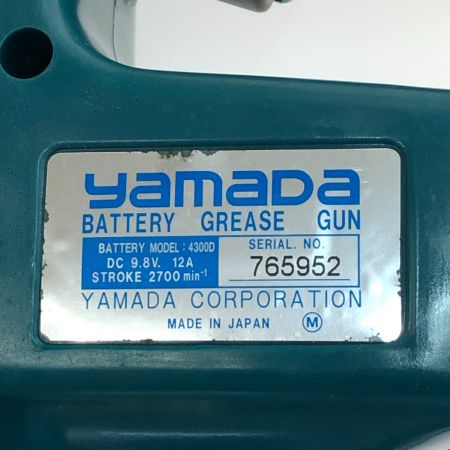 yamada
BATTERY GREASE GUN
BATTERY MODEL : 4300D
DC 9.8V. 12A
STROKE 2700 min⁻¹
SERIAL. NO.
765952
YAMADA CORPORATION
MADE IN JAPAN Ⓜ